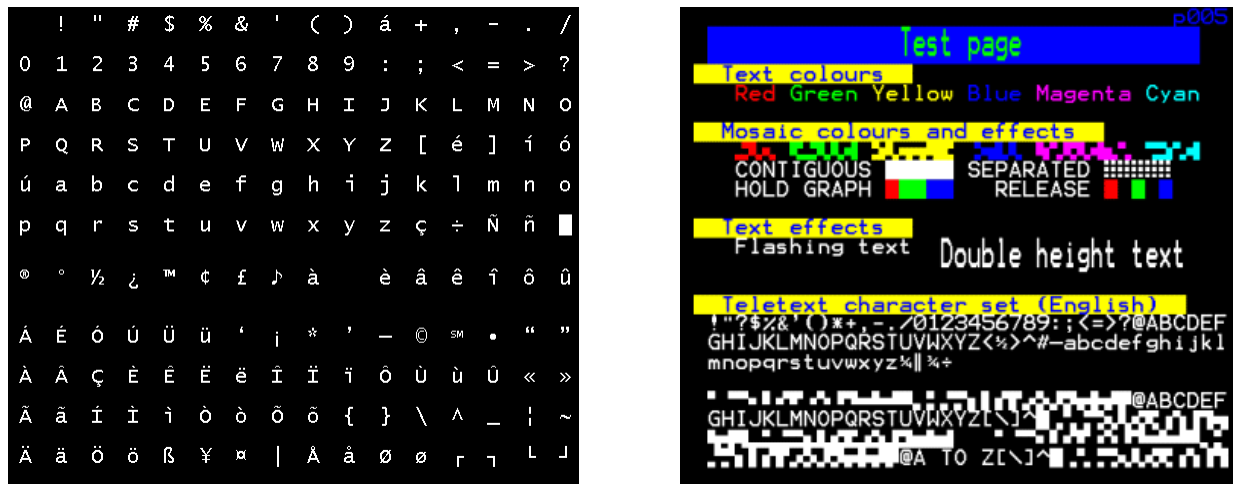 ! " # $ % & ' ( ) á + , - . /
0 1 2 3 4 5 6 7 8 9 : ; < = > ?
@ A B C D E F G H I J K L M N O
P Q R S T U V W X Y Z [ é ] í ó
ú a b c d e f g h i j k l m n o
p q r s t u v w x y z ç ÷ Ñ ñ █
® ° ½ ¿ ™ ¢ £ ♪ à è â ê î ô û
Á É Ó Ú Ü ü ‘ ¡ * ’ — © ℠ • “ ”
À Â Ç È Ê Ë ë Î Ï ï Ô Ù ù Û « »
Ã ã Í Ì ì Ò ò Õ õ { } \ ^ _ ¦ ~
Ä ä Ö ö ß ¥ ¤ | Å å Ø ø ┌ ┐ └ ┘
p005
Test page
Text colours
Red Green Yellow Blue Magenta Cyan
Mosaic colours and effects
CONTIGUOUS SEPARATED
HOLD GRAPH RELEASE
Text effects
Flashing text Double height text
Teletext character set (English)
!"?$%&'()*+,-./0123456789:;<=>?@ABCDEF
GHIJKLMNOPQRSTUVWXYZ<½>^#—abcdefghijkl
mnopqrstuvwxyz¼‖¾÷
@ABCDEF
GHIJKLMNOPQRSTUVWXYZ[\]^
@A TO Z[\]^